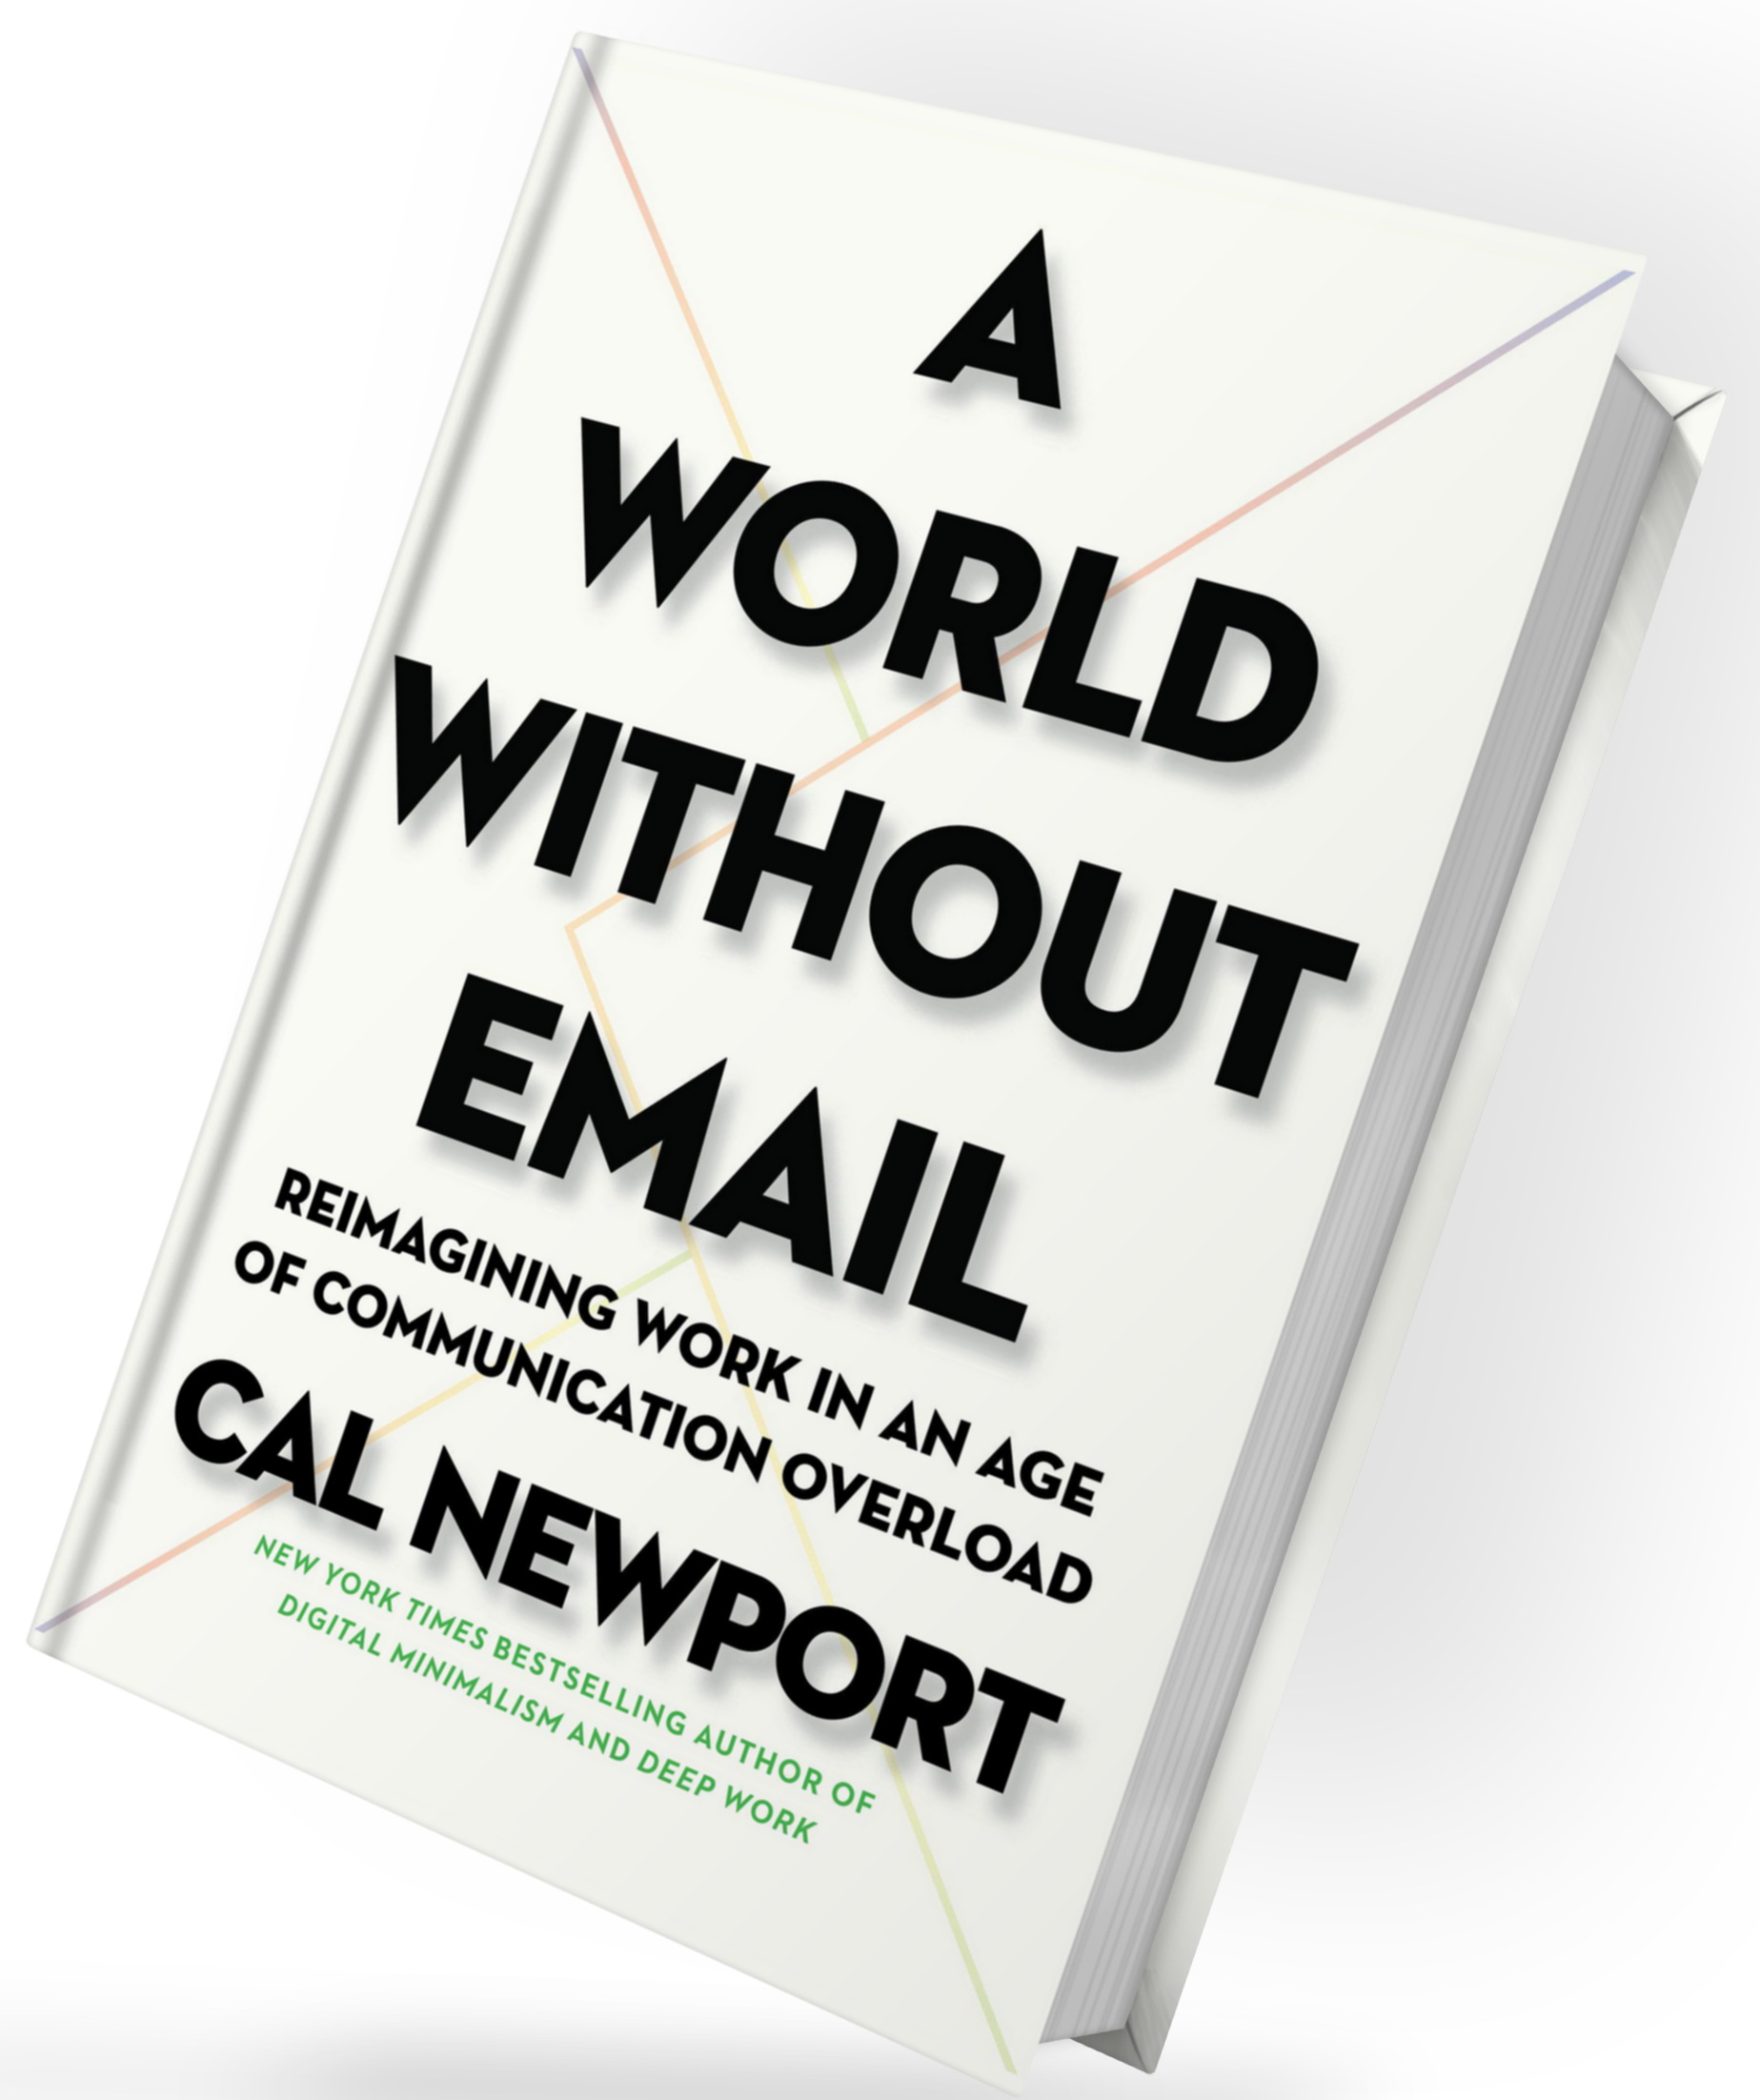 A
WORLD
WITHOUT
EMAIL
REIMAGINING WORK IN AN AGE
OF COMMUNICATION OVERLOAD
CAL NEWPORT
NEW YORK TIMES BESTSELLING AUTHOR OF
DIGITAL MINIMALISM AND DEEP WORK